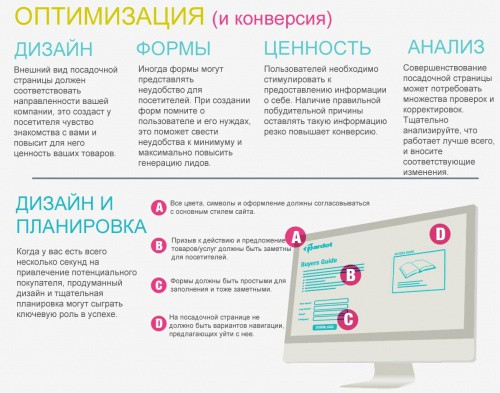 ОПТИМИЗАЦИЯ (и конверсия)
ДИЗАЙН
Внешний вид посадочной
страницы должен
соответствовать
направленности вашей
компании, это создаст у
посетителя чувство
знакомства с вами и
повысит для него
ценность ваших товаров.
ФОРМЫ
Иногда формы могут
представлять
неудобство для
посетителей. При создании
форм помните о
пользователе и его нуждах,
это поможет свести
неудобства к минимуму и
максимально повысить
генерацию лидов.
ЦЕННОСТЬ
Пользователей необходимо
стимулировать к
предоставлению информации
о себе. Наличие правильной
побудительной причины
оставлять такую информацию
резко повышает конверсию.
АНАЛИЗ
Совершенствование
посадочной страницы
может потребовать
множества проверок и
корректировок.
Тщательно
анализируйте, что
работает лучше всего,
и вносите
соответствующие
изменения.
ДИЗАЙН И
ПЛАНИРОВКА
Когда у вас есть всего
несколько секунд на
привлечение потенциального
покупателя, продуманный
дизайн и тщательная
планировка могут сыграть
ключевую роль в успехе.
A Все цвета, символы и оформление должны согласовываться
с основным стилем сайта.
B Призыв к действию и предложение
товаров/услуг должны быть заметны
для посетителей.
C Формы должны быть простыми для
заполнения и тоже заметными.
D На посадочной странице не
должно быть вариантов навигации,
предлагающих уйти с нее.
A
pardot
D
Buyers Guide
B
C